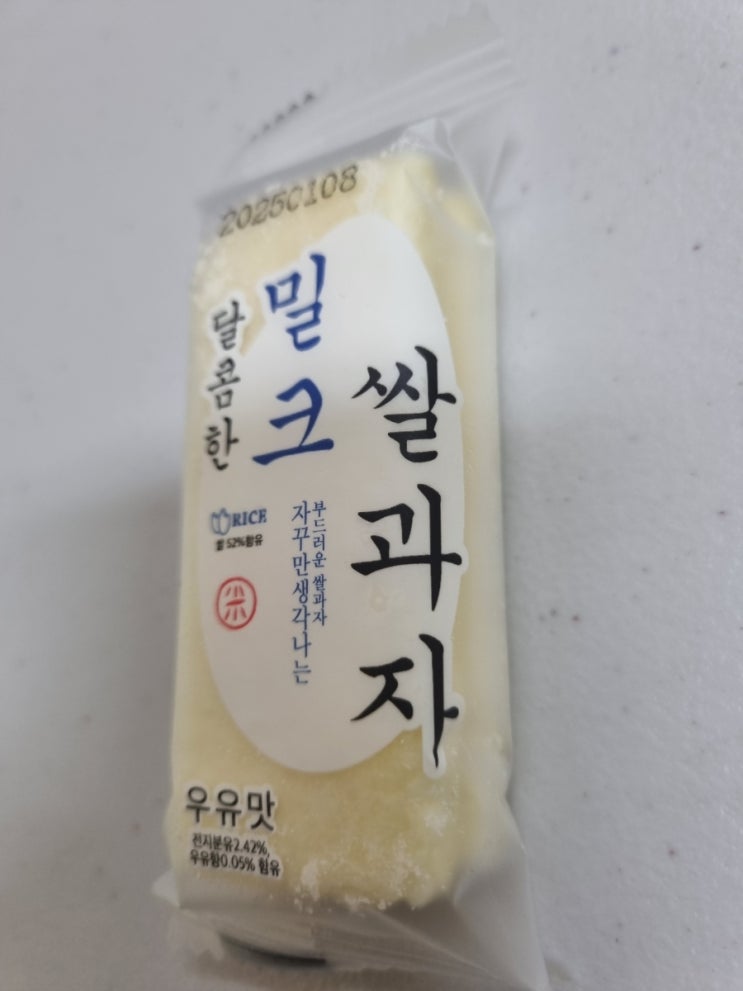 20250108
달콤한
밀크
쌀과자
RICE
쌀 52%함유
자꾸만생각나는
부드러운 쌀과자
米
우유맛
전지분유2.42%,
우유향0.05% 함유